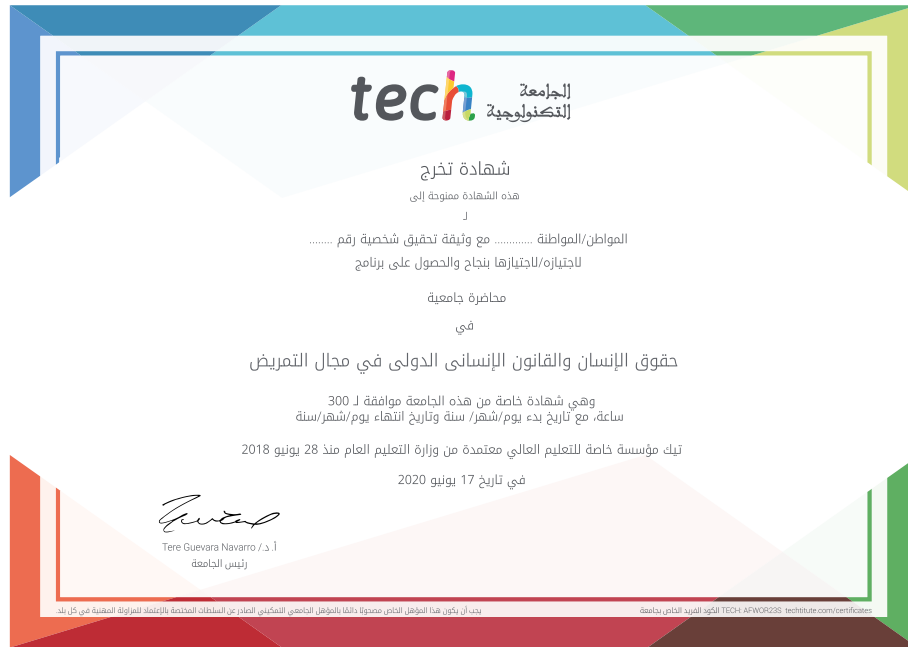 tech
الجامعة
التكنولوجية
شهادة تخرج
هذه الشهادة ممنوحة إلى
لـ
المواطن/المواطنة ............. مع وثيقة تحقيق شخصية رقم ........
لاجتيازه/لاجتيازها بنجاح والحصول على برنامج
محاضرة جامعية
في
حقوق الإنسان والقانون الإنسانى الدولى في مجال التمريض
وهي شهادة خاصة من هذه الجامعة موافقة لـ 300
ساعة، مع تاريخ بدء يوم/شهر/ سنة وتاريخ انتهاء يوم/شهر/سنة
تيك مؤسسة خاصة للتعليم العالي معتمدة من وزارة التعليم العام منذ 28 يونيو 2018
في تاريخ 17 يونيو 2020
أ. د./ Tere Guevara Navarro
رئيس الجامعة
يجب أن يكون هذا المؤهل الخاص مصحوبًا دائمًا بالمؤهل الجامعي التمكيني الصادر عن السلطات المختصة بالإعتماد للمزاولة المهنية في كل بلد.
الكود الفريد الخاص بجامعة TECH: AFWOR23S techtitute.com/certificates